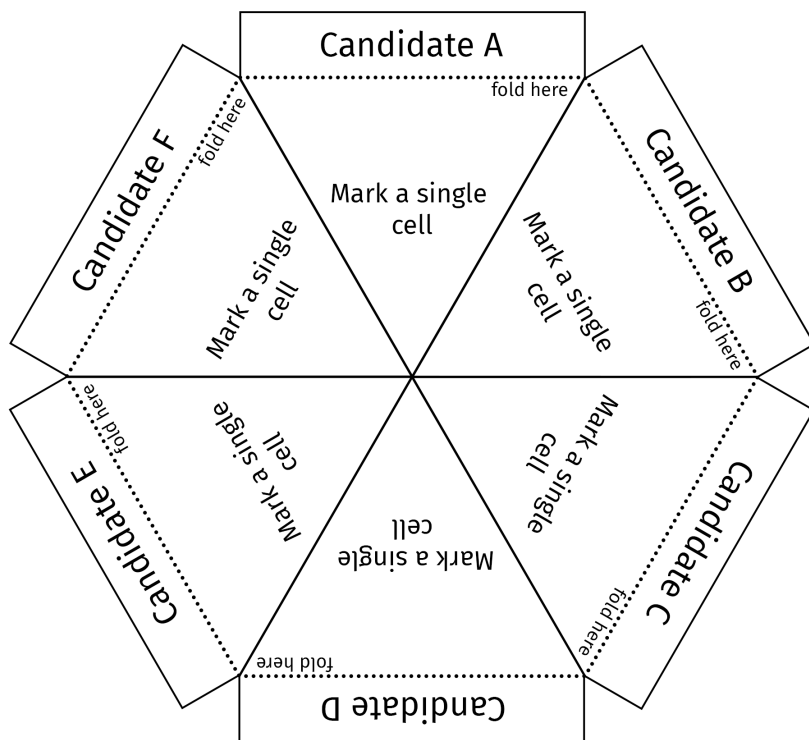 Candidate A
fold here
Mark a single
cell
Candidate B
fold here
Mark a single
cell
Candidate C
fold here
Mark a single
cell
Candidate D
fold here
Mark a single
cell
Candidate E
fold here
Mark a single
cell
Candidate F
fold here
Mark a single
cell